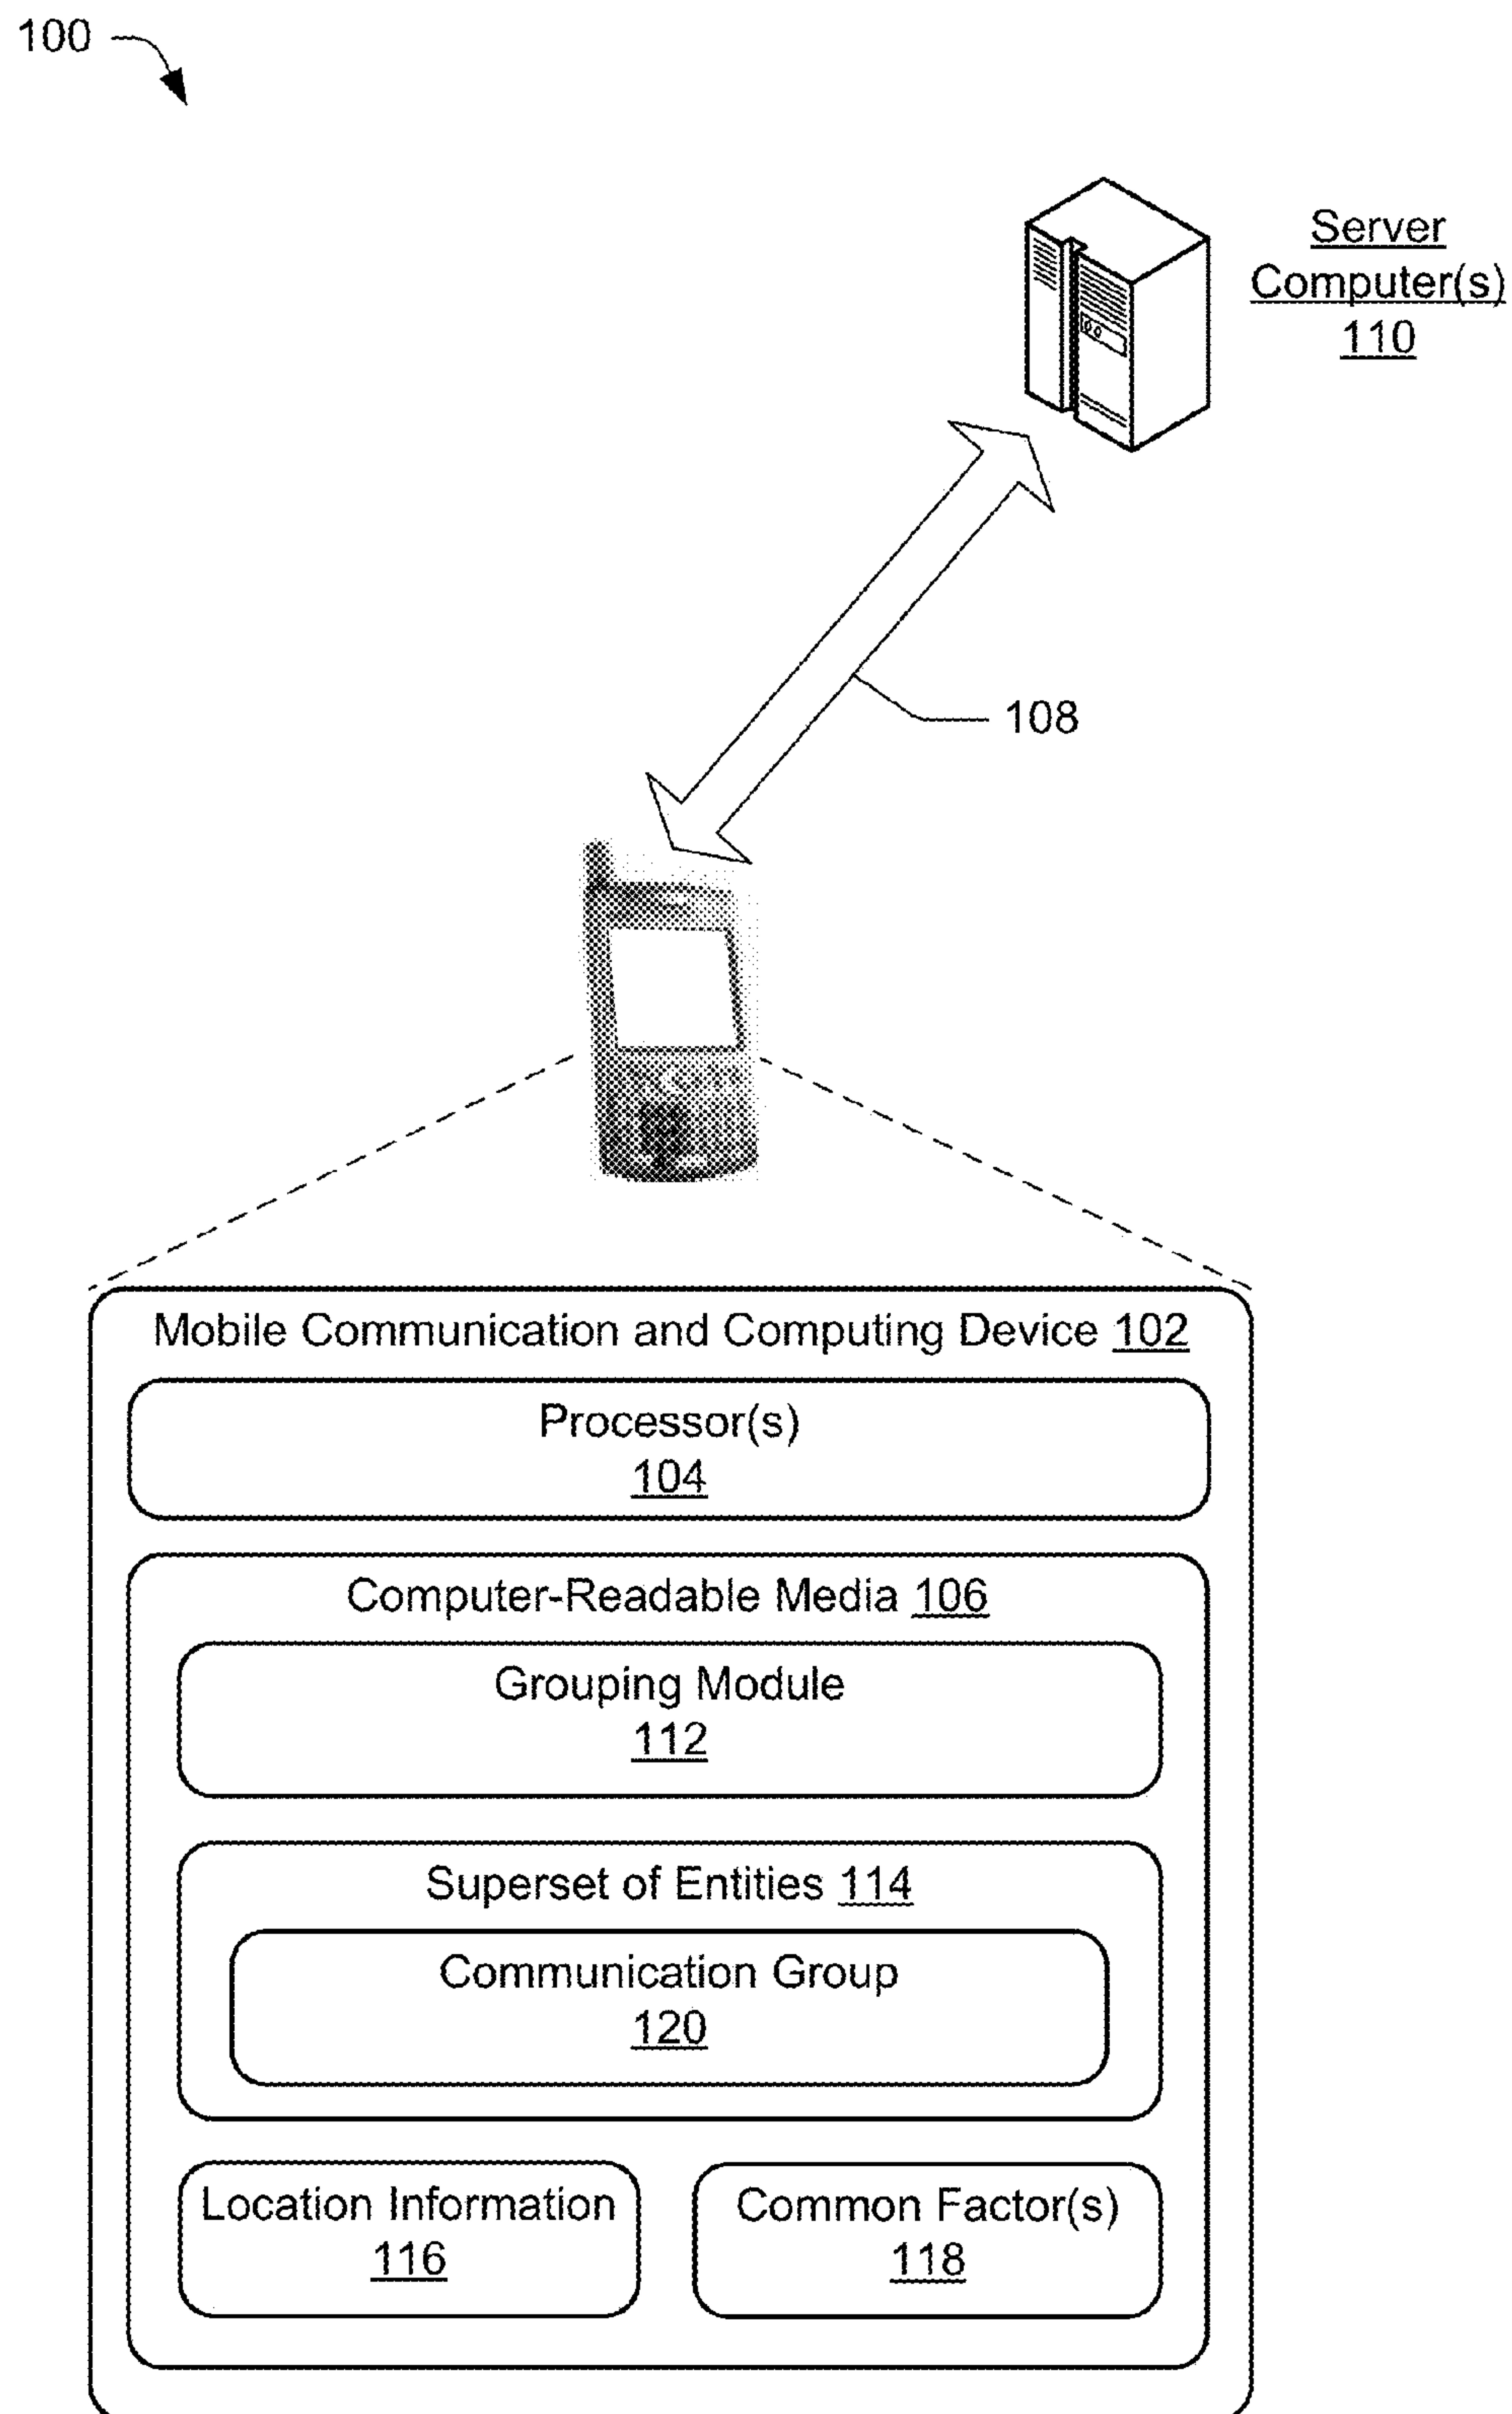 100
Server
Computer(s)
110
108
Mobile Communication and Computing Device 102
Processor(s)
104
Computer-Readable Media 106
Grouping Module
112
Superset of Entities 114
Communication Group
120
Location Information
116
Common Factor(s)
118